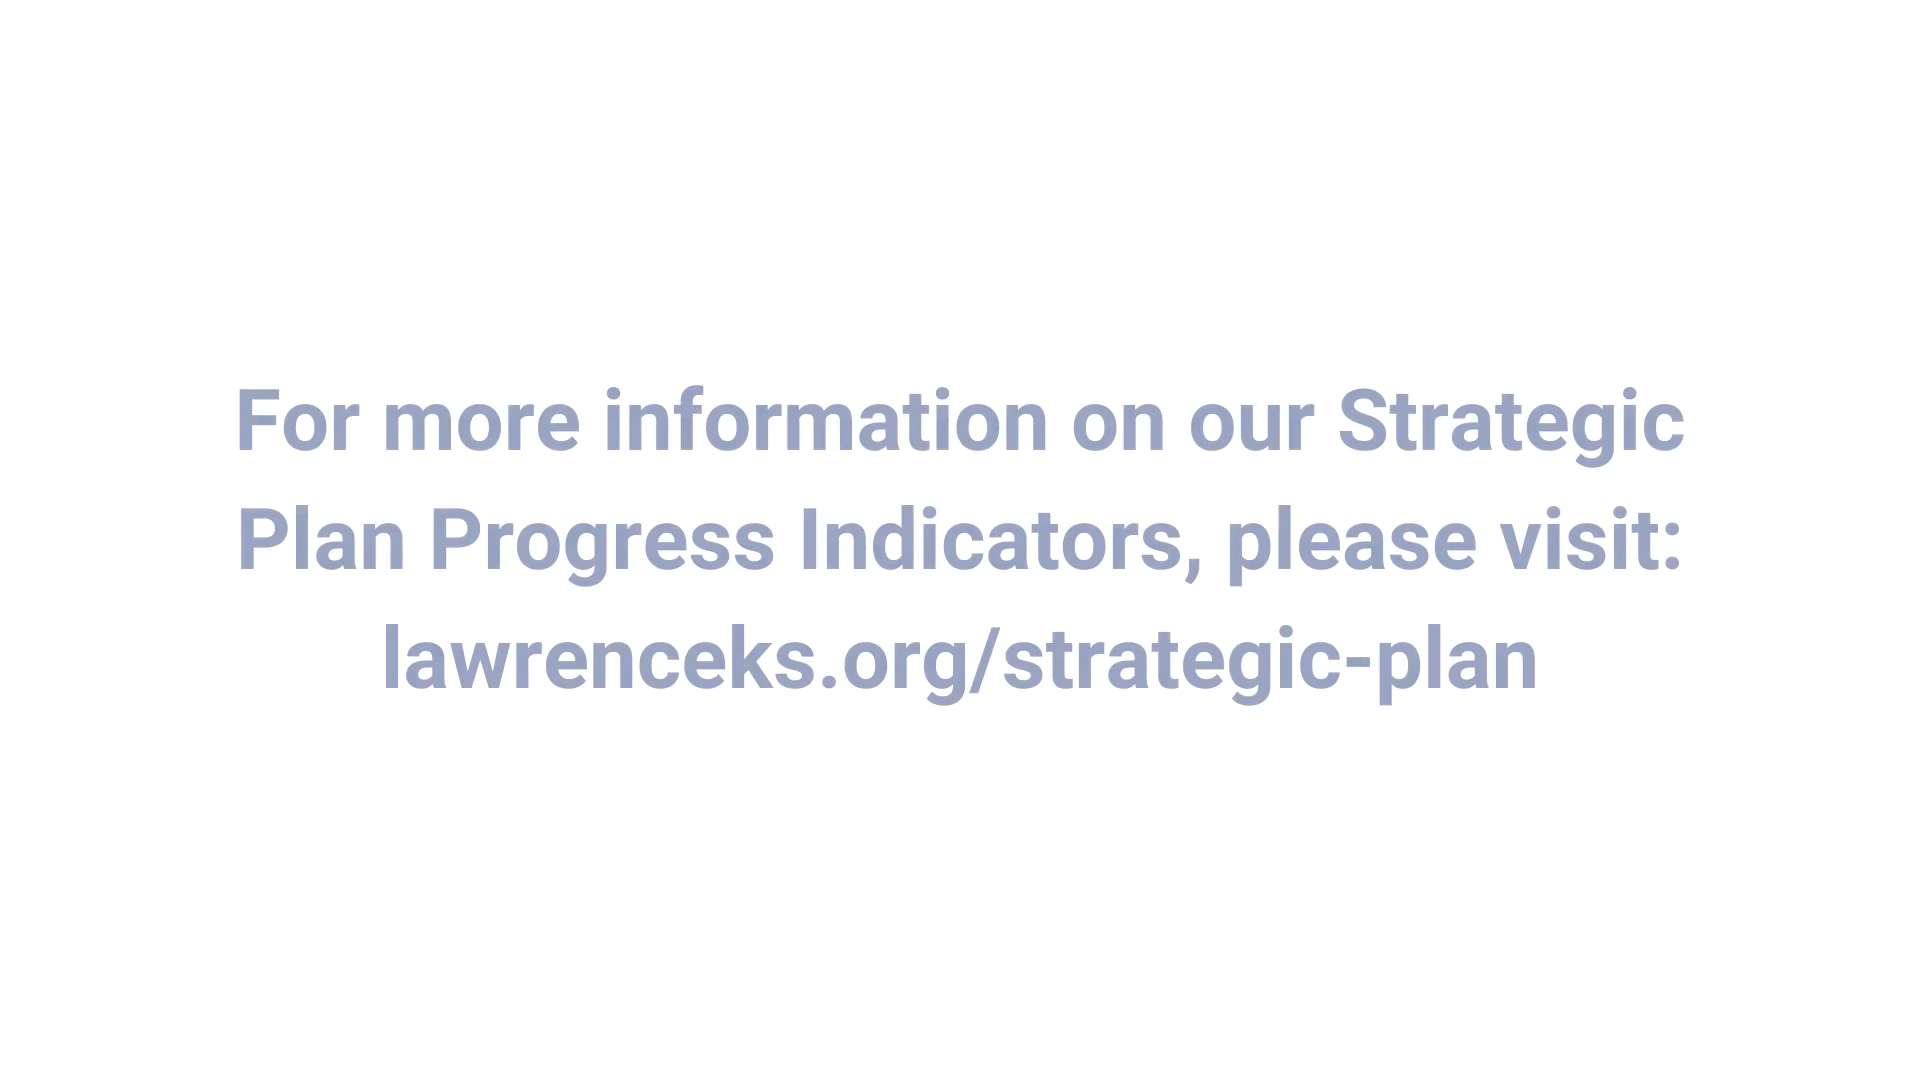 For more information on our Strategic
Plan Progress Indicators, please visit:
lawrenceks.org/strategic-plan